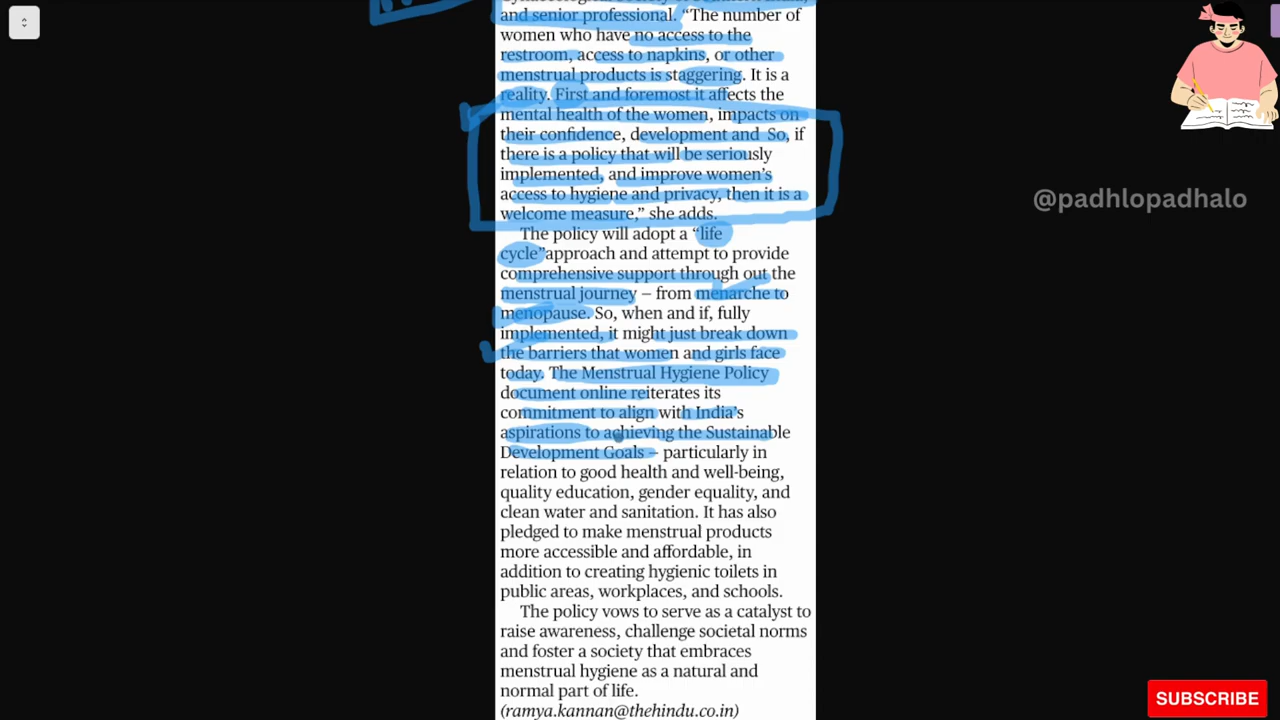 and senior professional. “The number of
women who have no access to the
restroom, access to napkins, or other
menstrual products is staggering. It is a
reality. First and foremost it affects the
mental health of the women, impacts on
their confidence, development and So, if
there is a policy that will be seriously
implemented, and improve women’s
access to hygiene and privacy, then it is a
welcome measure,” she adds.
The policy will adopt a “life
cycle”approach and attempt to provide
comprehensive support through out the
menstrual journey – from menarche to
menopause. So, when and if, fully
implemented, it might just break down
the barriers that women and girls face
today. The Menstrual Hygiene Policy
document online reiterates its
commitment to align with India’s
aspirations to achieving the Sustainable
Development Goals – particularly in
relation to good health and well-being,
quality education, gender equality, and
clean water and sanitation. It has also
pledged to make menstrual products
more accessible and affordable, in
addition to creating hygienic toilets in
public areas, workplaces, and schools.
The policy vows to serve as a catalyst to
raise awareness, challenge societal norms
and foster a society that embraces
menstrual hygiene as a natural and
normal part of life.
(ramya.kannan@thehindu.co.in)
@padhlopadhalo
SUBSCRIBE